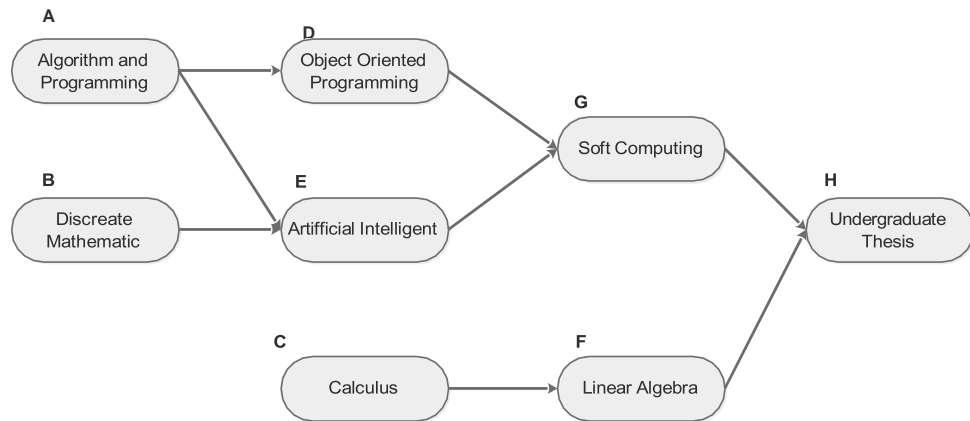 A
Algorithm and
Programming
D
Object Oriented
Programming
G
Soft Computing
B
Discreate
Mathematic
E
Artifficial Intelligent
H
Undergraduate
Thesis
C
Calculus
F
Linear Algebra